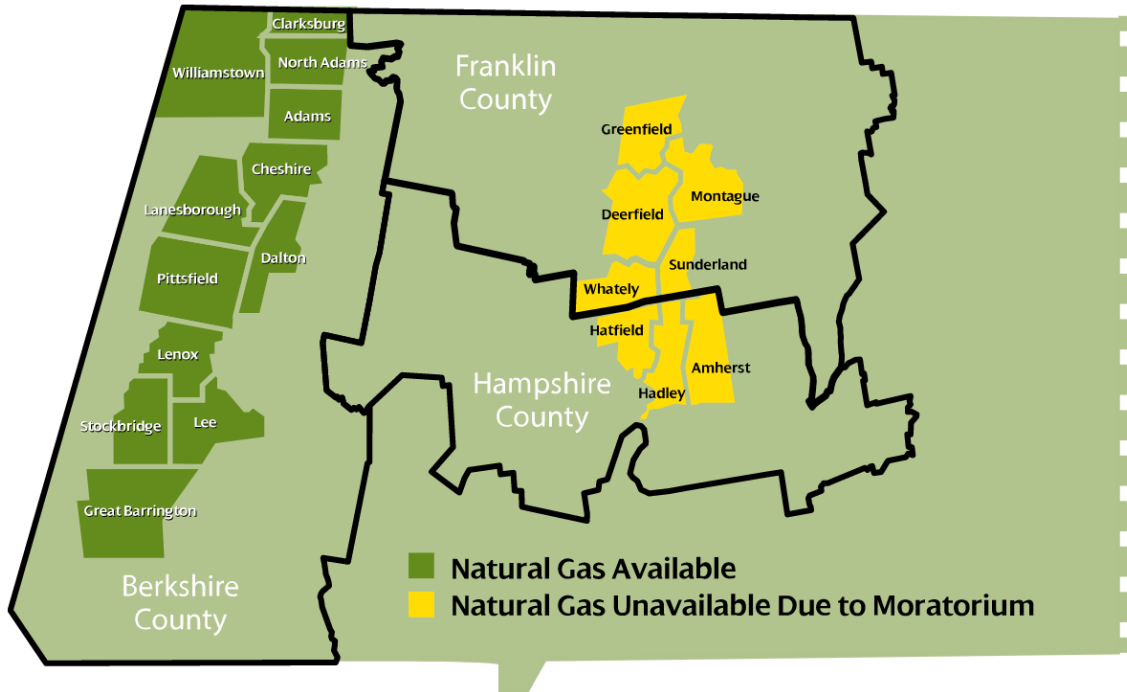 Clarksburg
Williamstown
North Adams
Adams
Cheshire
Lanesborough
Dalton
Pittsfield
Lenox
Stockbridge
Lee
Great Barrington
Berkshire
County
Franklin
County
Greenfield
Montague
Deerfield
Sunderland
Whately
Hatfield
Amherst
Hadley
Hampshire
County
Natural Gas Available
Natural Gas Unavailable Due to Moratorium